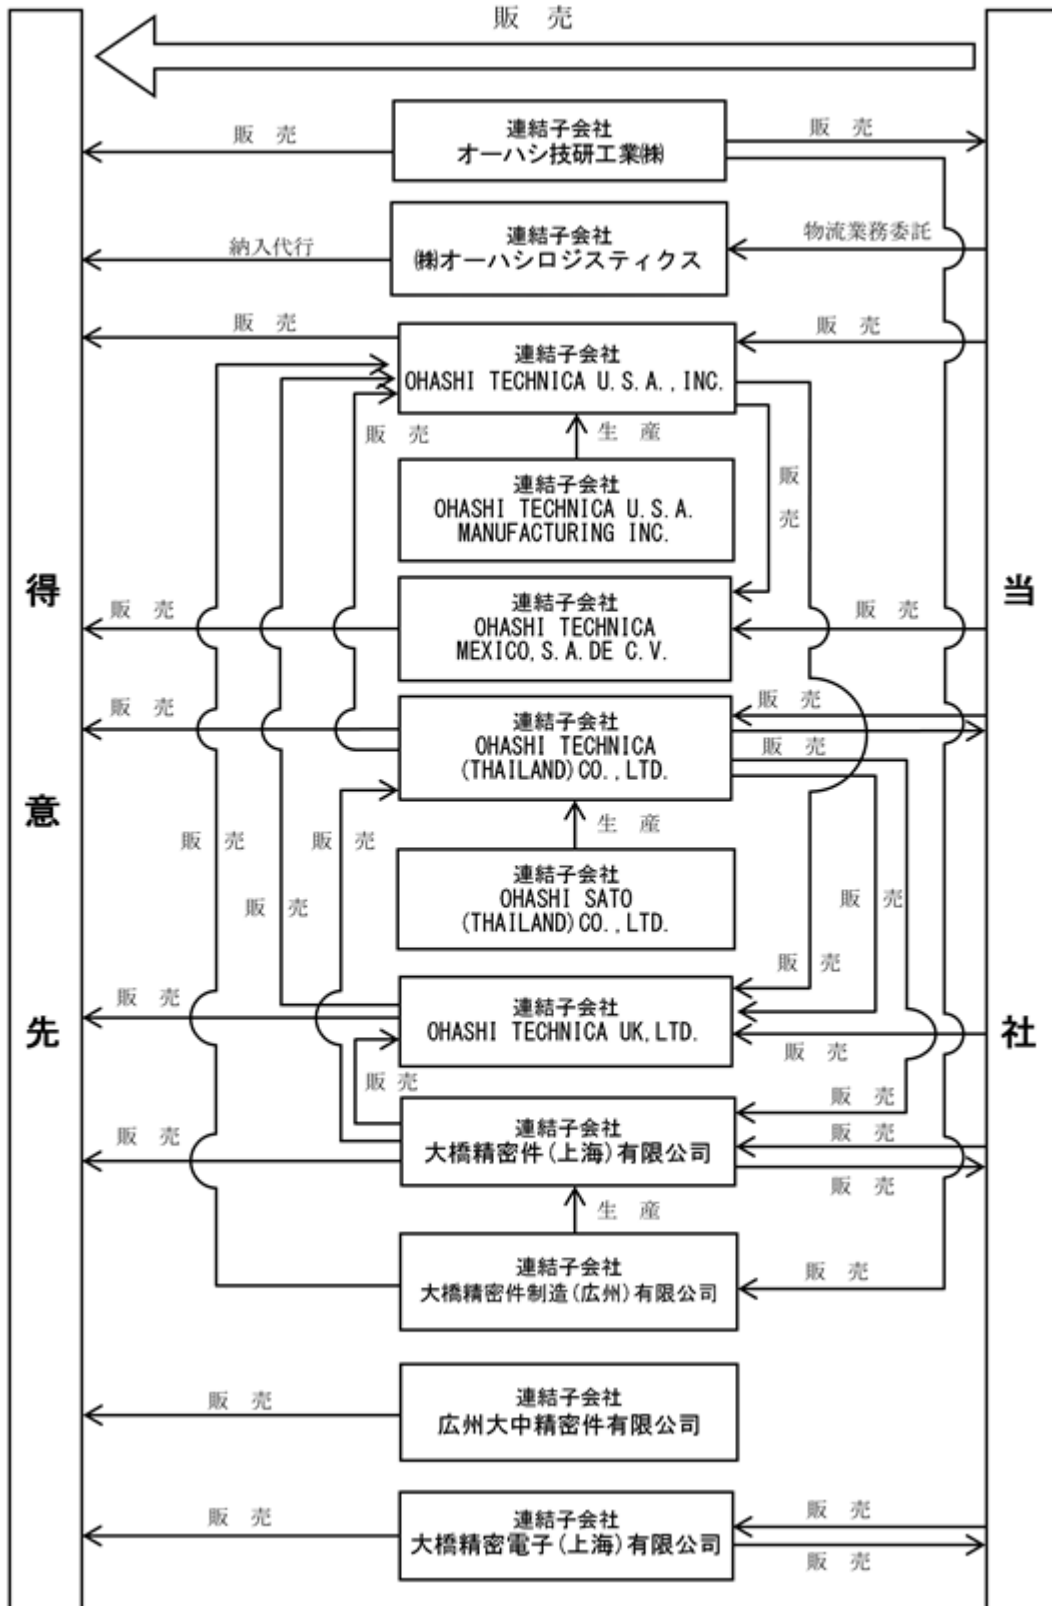 販　売
連結子会社
オーハシ技研工業㈱
販　売
販　売
連結子会社
㈱オーハシロジスティクス
納入代行
物流業務委託
連結子会社
OHASHI TECHNICA U.S.A.,INC.
販　売
販　売
販　売
生　産
連結子会社
OHASHI TECHNICA U.S.A.
MANUFACTURING INC.
販　売
連結子会社
OHASHI TECHNICA
MEXICO,S.A.DE C.V.
販　売
販　売
連結子会社
OHASHI TECHNICA
(THAILAND)CO.,LTD.
販　売
販　売
販　売
生　産
販　売
販　売
連結子会社
OHASHI SATO
(THAILAND)CO.,LTD.
販　売
販　売
販　売
連結子会社
OHASHI TECHNICA UK,LTD.
販　売
販　売
販　売
連結子会社
大橋精密件(上海)有限公司
販　売
販　売
販　売
販　売
生　産
連結子会社
大橋精密件制造(広州)有限公司
販　売
連結子会社
広州大中精密件有限公司
販　売
連結子会社
大橋精密電子(上海)有限公司
販　売
販　売
販　売
得意先
当社